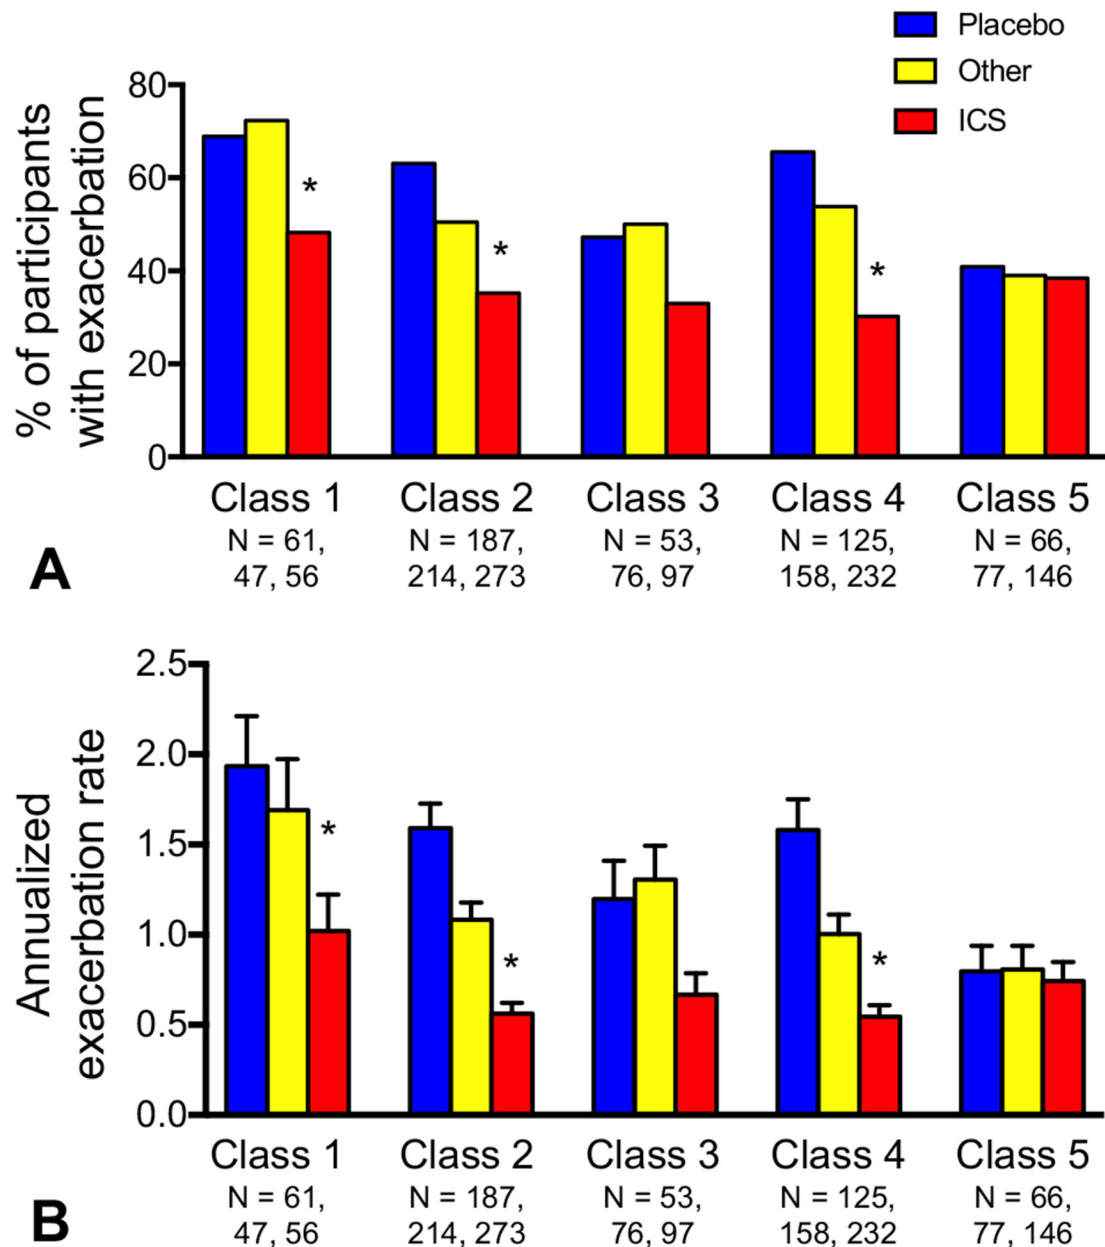 Placebo
Other
ICS
% of participants
with exacerbation
80
60
40
20
0
*
*
*
Class 1
N = 61,
47, 56
Class 2
N = 187,
214, 273
Class 3
N = 53,
76, 97
Class 4
N = 125,
158, 232
Class 5
N = 66,
77, 146
A
Annualized
exacerbation rate
2.5
2.0
1.5
1.0
0.5
0.0
*
*
*
Class 1
N = 61,
47, 56
Class 2
N = 187,
214, 273
Class 3
N = 53,
76, 97
Class 4
N = 125,
158, 232
Class 5
N = 66,
77, 146
B